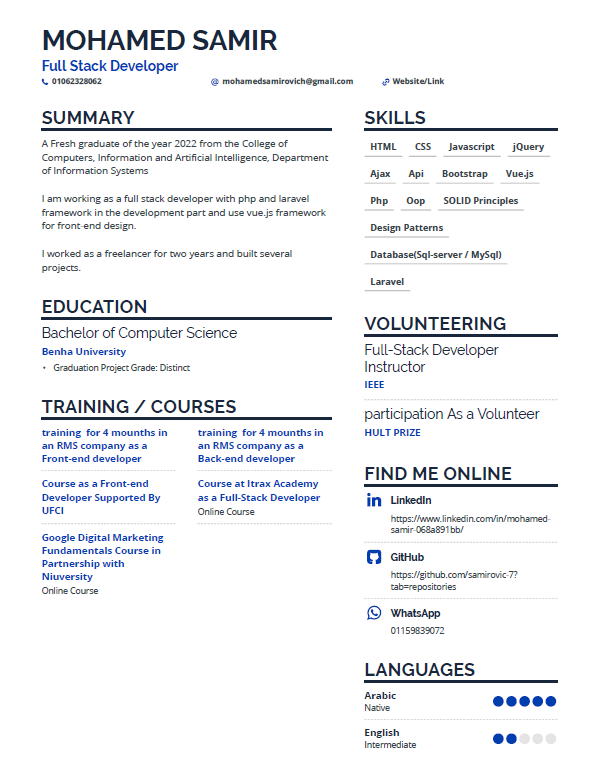 MOHAMED SAMIR
Full Stack Developer
01062328062 mohamedsamirovich@gmail.com Website/Link
SUMMARY
A Fresh graduate of the year 2022 from the College of
Computers, Information and Artificial Intelligence, Department
of Information Systems
I am working as a full stack developer with php and laravel
framework in the development part and use vue.js framework
for front-end design.
I worked as a freelancer for two years and built several
projects.
EDUCATION
Bachelor of Computer Science
Benha University
• Graduation Project Grade: Distinct
TRAINING / COURSES
training for 4 mounths in
an RMS company as a
Front-end developer
training for 4 mounths in
an RMS company as a
Back-end developer
Course as a Front-end
Developer Supported By
UFCI
Course at Itrax Academy
as a Full-Stack Developer
Online Course
Google Digital Marketing
Fundamentals Course in
Partnership with
Niuversity
Online Course
SKILLS
HTML CSS Javascript jQuery
Ajax Api Bootstrap Vue.js
Php Oop SOLID Principles
Design Patterns
Database(Sql-server / MySql)
Laravel
VOLUNTEERING
Full-Stack Developer
Instructor
IEEE
participation As a Volunteer
HULT PRIZE
FIND ME ONLINE
LinkedIn
https://www.linkedin.com/in/mohamed-
samir-068a891bb/
GitHub
https://github.com/samirovic-7?
tab=repositories
WhatsApp
01159839072
LANGUAGES
Arabic
Native
English
Intermediate